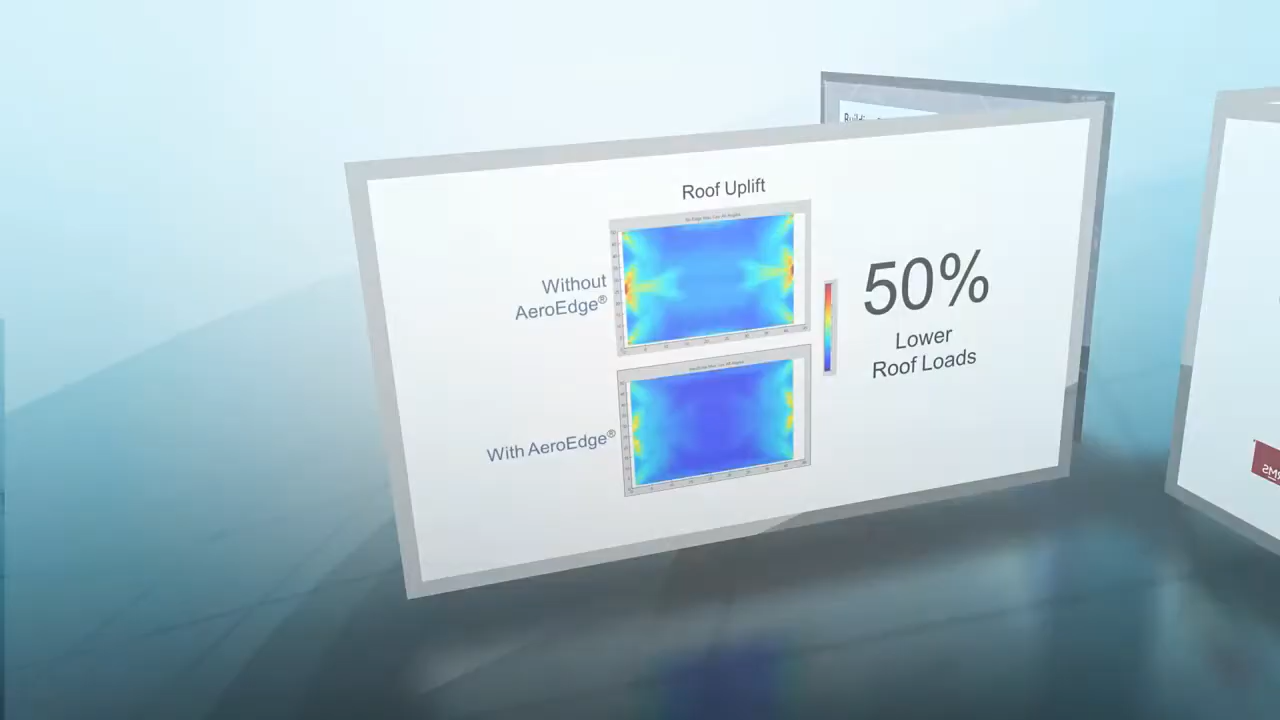 Roof Uplift
Without
AeroEdge®
50%
Lower
Roof Loads
With AeroEdge®